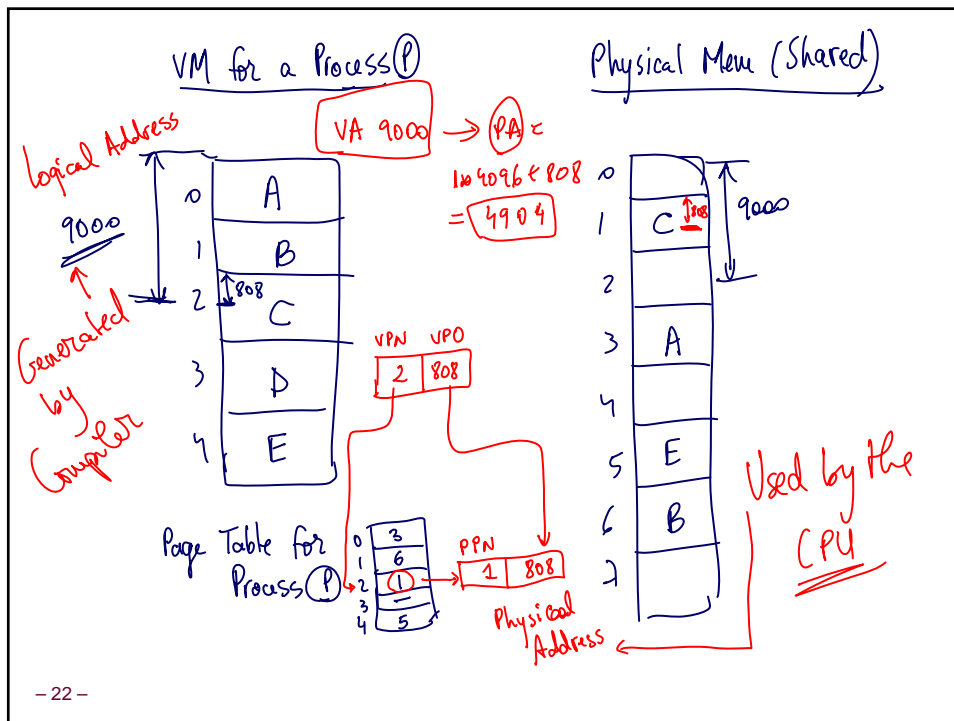 VM for a Process P
Physical Mem (Shared)
VA 9000 → PA =
1*4096+808
= 4904
Logical Address
9000
Generated
by
Compiler
0 A
1 B
2 808 C
3 D
4 E
VPN VPO
2 808
Page Table for
Process P
0 3
1 6
2 1
3 —
4 5
PPN
1 808
Physical
Address
0
1 C 808
9000
2
3 A
4
5 E
6 B
7
Used by the
CPU
– 22 –